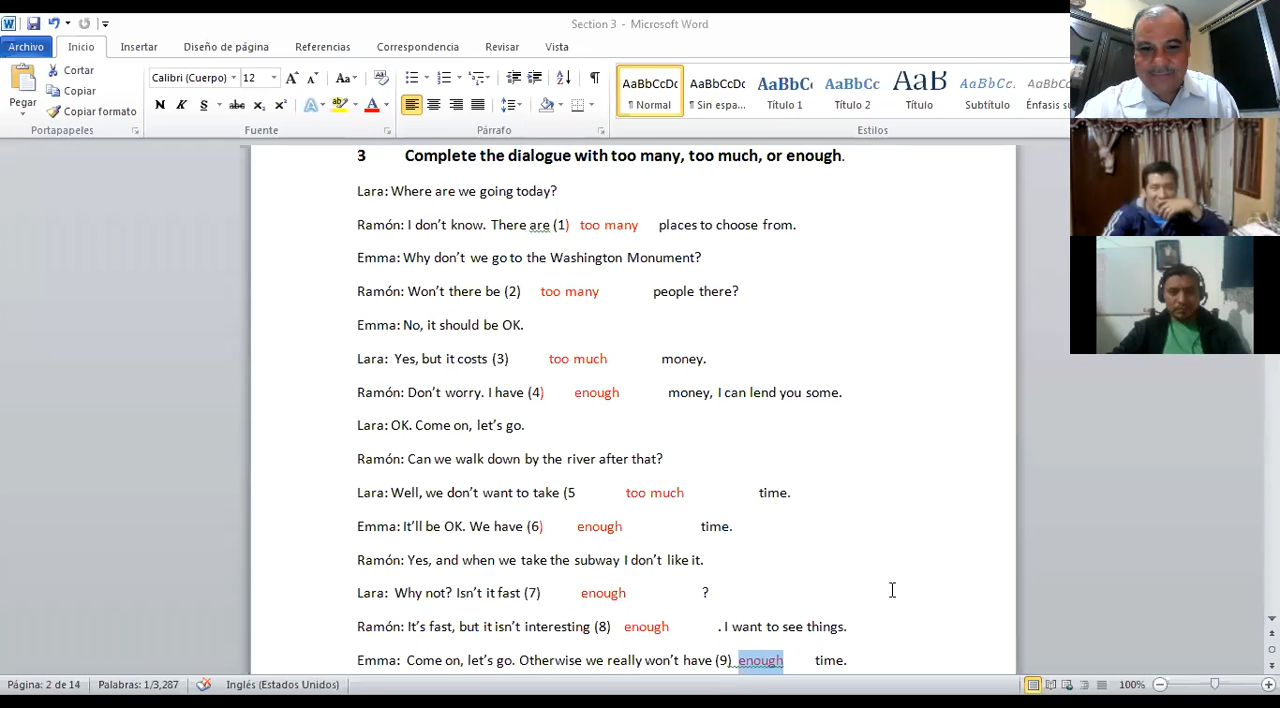 Section 3 - Microsoft Word
Archivo Inicio Insertar Diseño de página Referencias Correspondencia Revisar Vista
Pegar
Cortar
Copiar
Copiar formato
Portapapeles
Calibri (Cuerpo) 12
Fuente
Párrafo
AaBbCcDc AaBbCcDc AaBbC AaBbCc AaB AaBbCc AaBbC
¶ Normal ¶ Sin espa... Título 1 Título 2 Título Subtítulo Énfasis su
Estilos
3 Complete the dialogue with too many, too much, or enough.
Lara: Where are we going today?
Ramón: I don't know. There are (1) too many places to choose from.
Emma: Why don't we go to the Washington Monument?
Ramón: Won't there be (2) too many people there?
Emma: No, it should be OK.
Lara: Yes, but it costs (3) too much money.
Ramón: Don't worry. I have (4) enough money, I can lend you some.
Lara: OK. Come on, let's go.
Ramón: Can we walk down by the river after that?
Lara: Well, we don't want to take (5 too much time.
Emma: It'll be OK. We have (6) enough time.
Ramón: Yes, and when we take the subway I don't like it.
Lara: Why not? Isn't it fast (7) enough ?
Ramón: It's fast, but it isn't interesting (8) enough . I want to see things.
Emma: Come on, let's go. Otherwise we really won't have (9) enough time.
Página: 2 de 14 Palabras: 1/3,287 Inglés (Estados Unidos) 100%